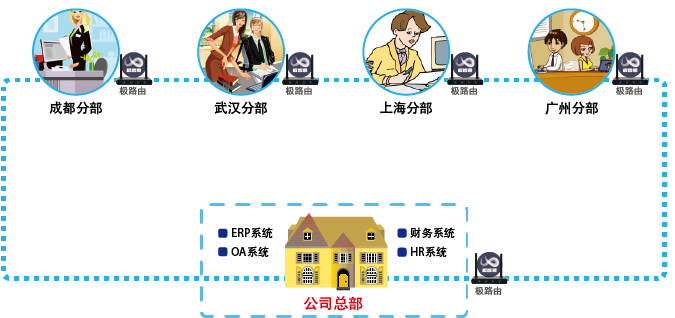 极路由
极路由
极路由
极路由
成都分部
武汉分部
上海分部
广州分部
ERP系统
财务系统
OA系统
HR系统
极路由
公司总部